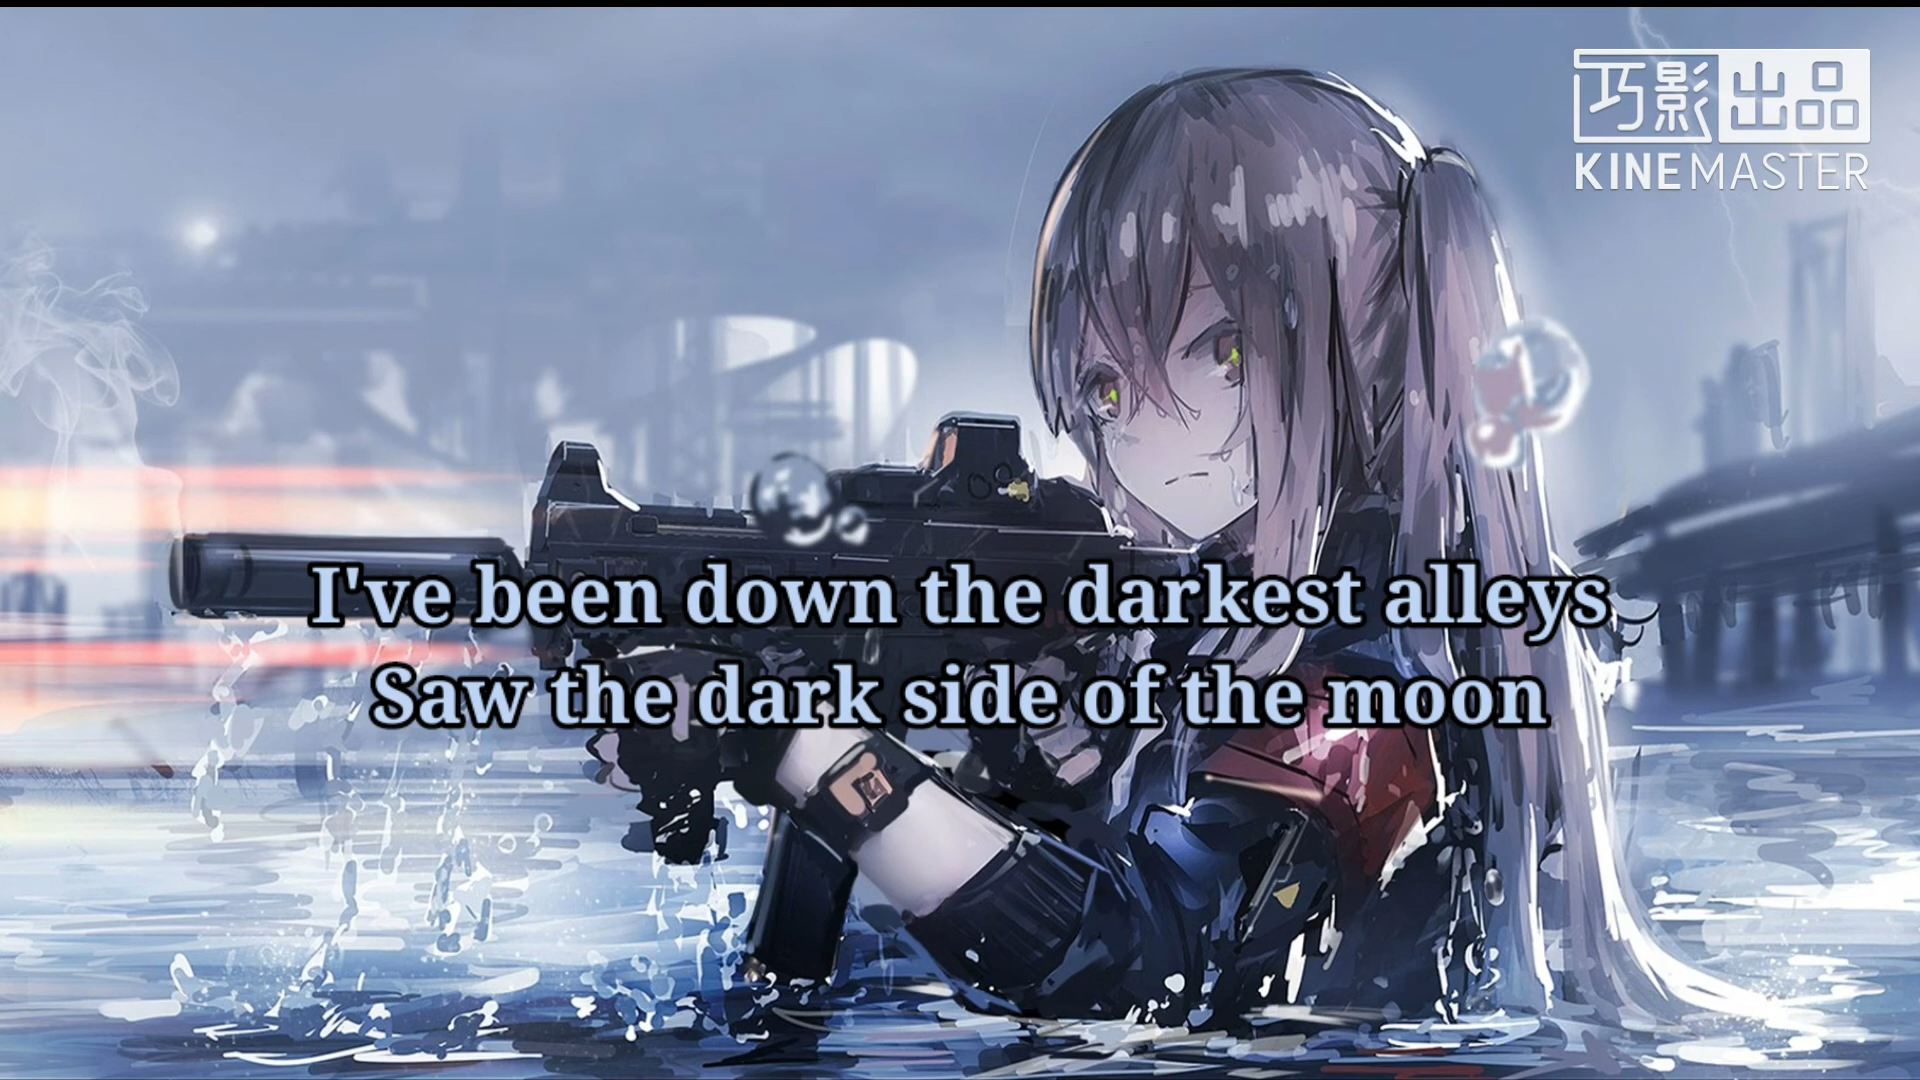 巧影出品
KINEMASTER
I've been down the darkest alleys
Saw the dark side of the moon